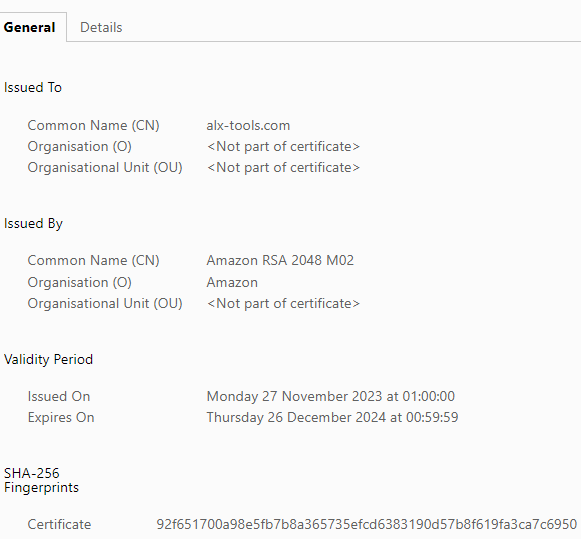 General Details
Issued To
Common Name (CN) alx-tools.com
Organisation (O) <Not part of certificate>
Organisational Unit (OU) <Not part of certificate>
Issued By
Common Name (CN) Amazon RSA 2048 M02
Organisation (O) Amazon
Organisational Unit (OU) <Not part of certificate>
Validity Period
Issued On Monday 27 November 2023 at 01:00:00
Expires On Thursday 26 December 2024 at 00:59:59
SHA-256
Fingerprints
Certificate 92f651700a98e5fb7b8a365735efcd6383190d57b8f619fa3ca7c6950